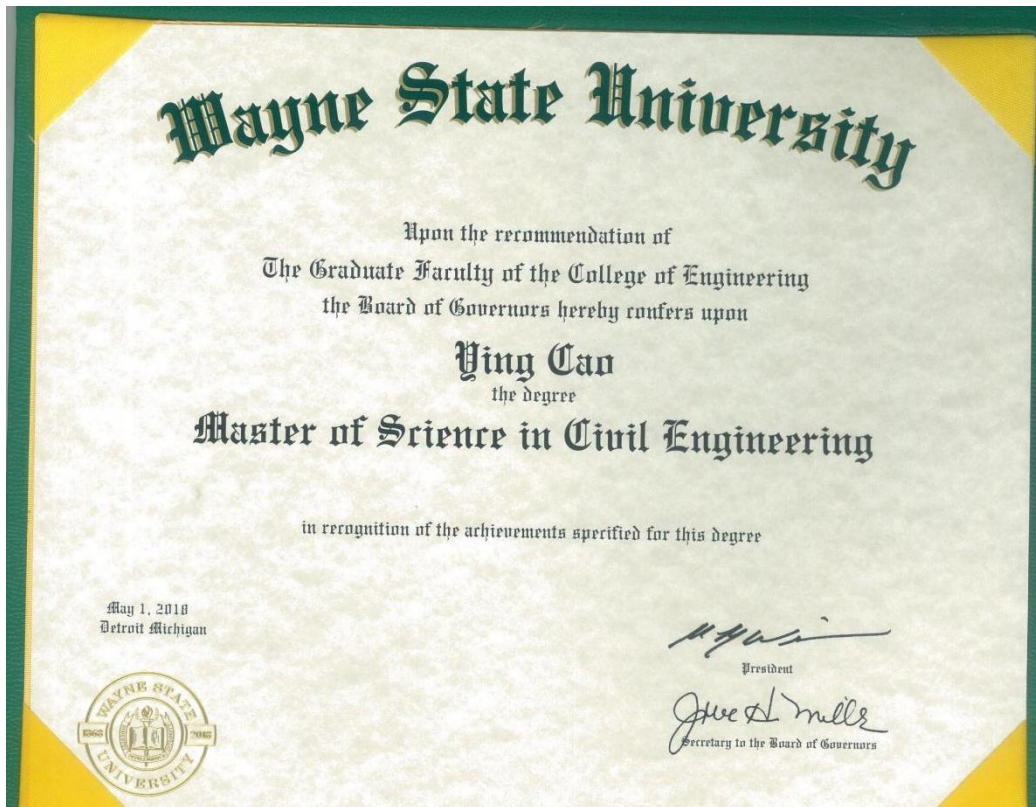 Wayne State University
Upon the recommendation of
The Graduate Faculty of the College of Engineering
the Board of Governors hereby confers upon
Ying Cao
the degree
Master of Science in Civil Engineering
in recognition of the achievements specified for this degree
May 1, 2018
Detroit Michigan
President
Secretary to the Board of Governors
WAYNE STATE
1868
UNIVERSITY